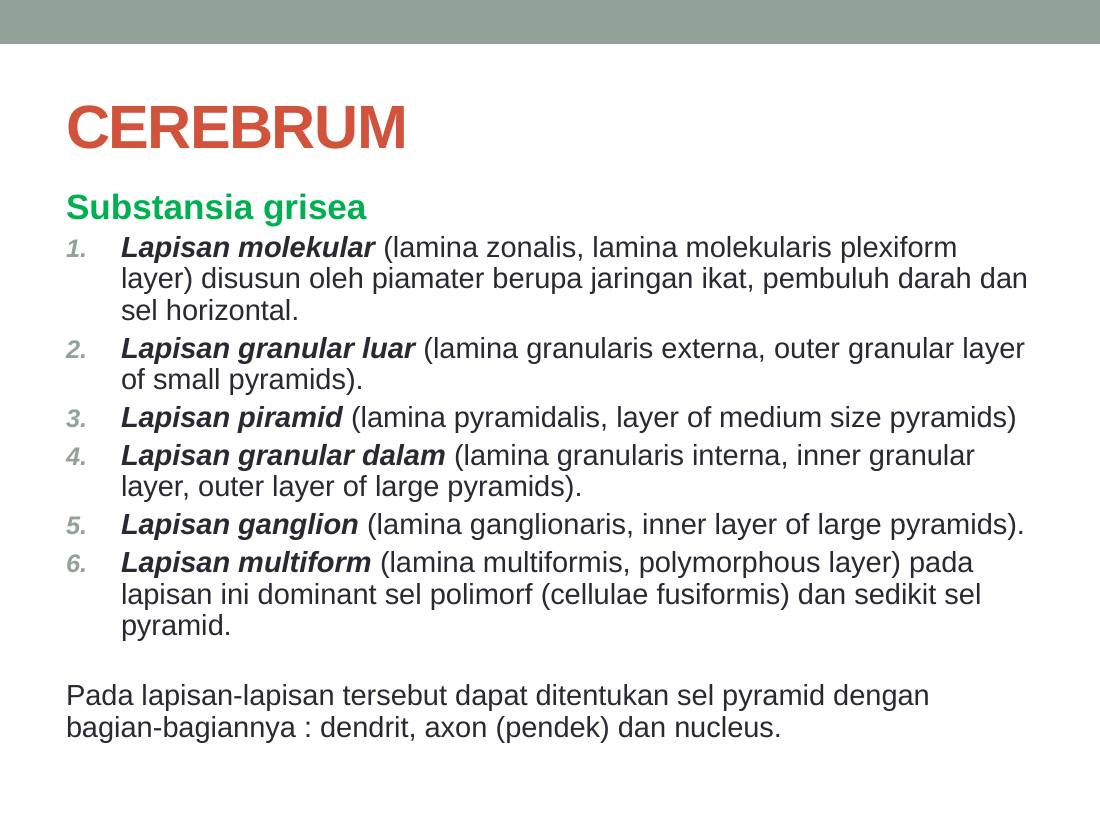 CEREBRUM
Substansia grisea
1. Lapisan molekular (lamina zonalis, lamina molekularis plexiform
layer) disusun oleh piamater berupa jaringan ikat, pembuluh darah dan
sel horizontal.
2. Lapisan granular luar (lamina granularis externa, outer granular layer
of small pyramids).
3. Lapisan piramid (lamina pyramidalis, layer of medium size pyramids)
4. Lapisan granular dalam (lamina granularis interna, inner granular
layer, outer layer of large pyramids).
5. Lapisan ganglion (lamina ganglionaris, inner layer of large pyramids).
6. Lapisan multiform (lamina multiformis, polymorphous layer) pada
lapisan ini dominant sel polimorf (cellulae fusiformis) dan sedikit sel
pyramid.
Pada lapisan-lapisan tersebut dapat ditentukan sel pyramid dengan
bagian-bagiannya : dendrit, axon (pendek) dan nucleus.